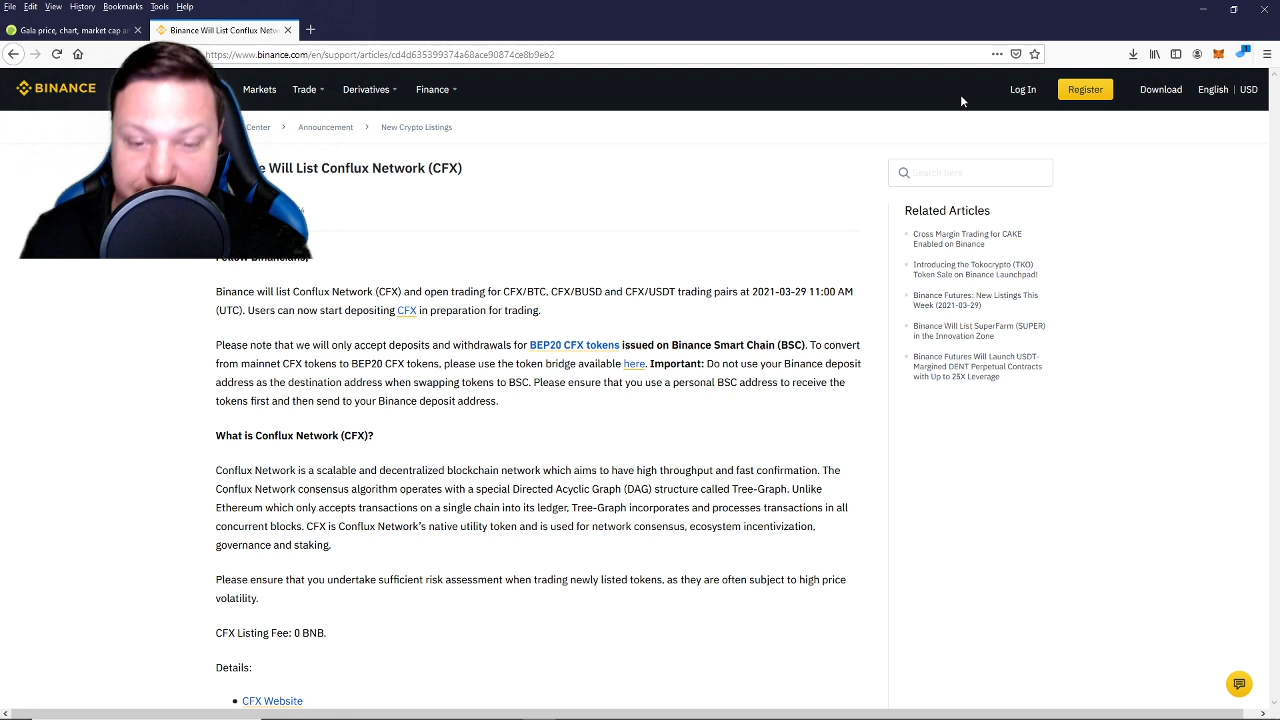 File Edit View History Bookmarks Tools Help
Gala price, chart, market cap an
Binance Will List Conflux Netw
https://www.binance.com/en/support/articles/cd4d635399374a68ace90874ce8b9eb2
BINANCE Markets Trade Derivatives Finance Log In Register Download English | USD
Center > Announcement > New Crypto Listings
e Will List Conflux Network (CFX)
Search here
Fellow Binancians,
Binance will list Conflux Network (CFX) and open trading for CFX/BTC, CFX/BUSD and CFX/USDT trading pairs at 2021-03-29 11:00 AM
(UTC). Users can now start depositing CFX in preparation for trading.
Please note that we will only accept deposits and withdrawals for BEP20 CFX tokens issued on Binance Smart Chain (BSC). To convert
from mainnet CFX tokens to BEP20 CFX tokens, please use the token bridge available here. Important: Do not use your Binance deposit
address as the destination address when swapping tokens to BSC. Please ensure that you use a personal BSC address to receive the
tokens first and then send to your Binance deposit address.
What is Conflux Network (CFX)?
Conflux Network is a scalable and decentralized blockchain network which aims to have high throughput and fast confirmation. The
Conflux Network consensus algorithm operates with a special Directed Acyclic Graph (DAG) structure called Tree-Graph. Unlike
Ethereum which only accepts transactions on a single chain into its ledger, Tree-Graph incorporates and processes transactions in all
concurrent blocks. CFX is Conflux Network's native utility token and is used for network consensus, ecosystem incentivization,
governance and staking.
Please ensure that you undertake sufficient risk assessment when trading newly listed tokens, as they are often subject to high price
volatility.
CFX Listing Fee: 0 BNB.
Details:
• CFX Website
Related Articles
Cross Margin Trading for CAKE
Enabled on Binance
Introducing the Tokocrypto (TKO)
Token Sale on Binance Launchpad!
Binance Futures: New Listings This
Week (2021-03-29)
Binance Will List SuperFarm (SUPER)
in the Innovation Zone
Binance Futures Will Launch USDT-
Margined DENT Perpetual Contracts
with Up to 25X Leverage